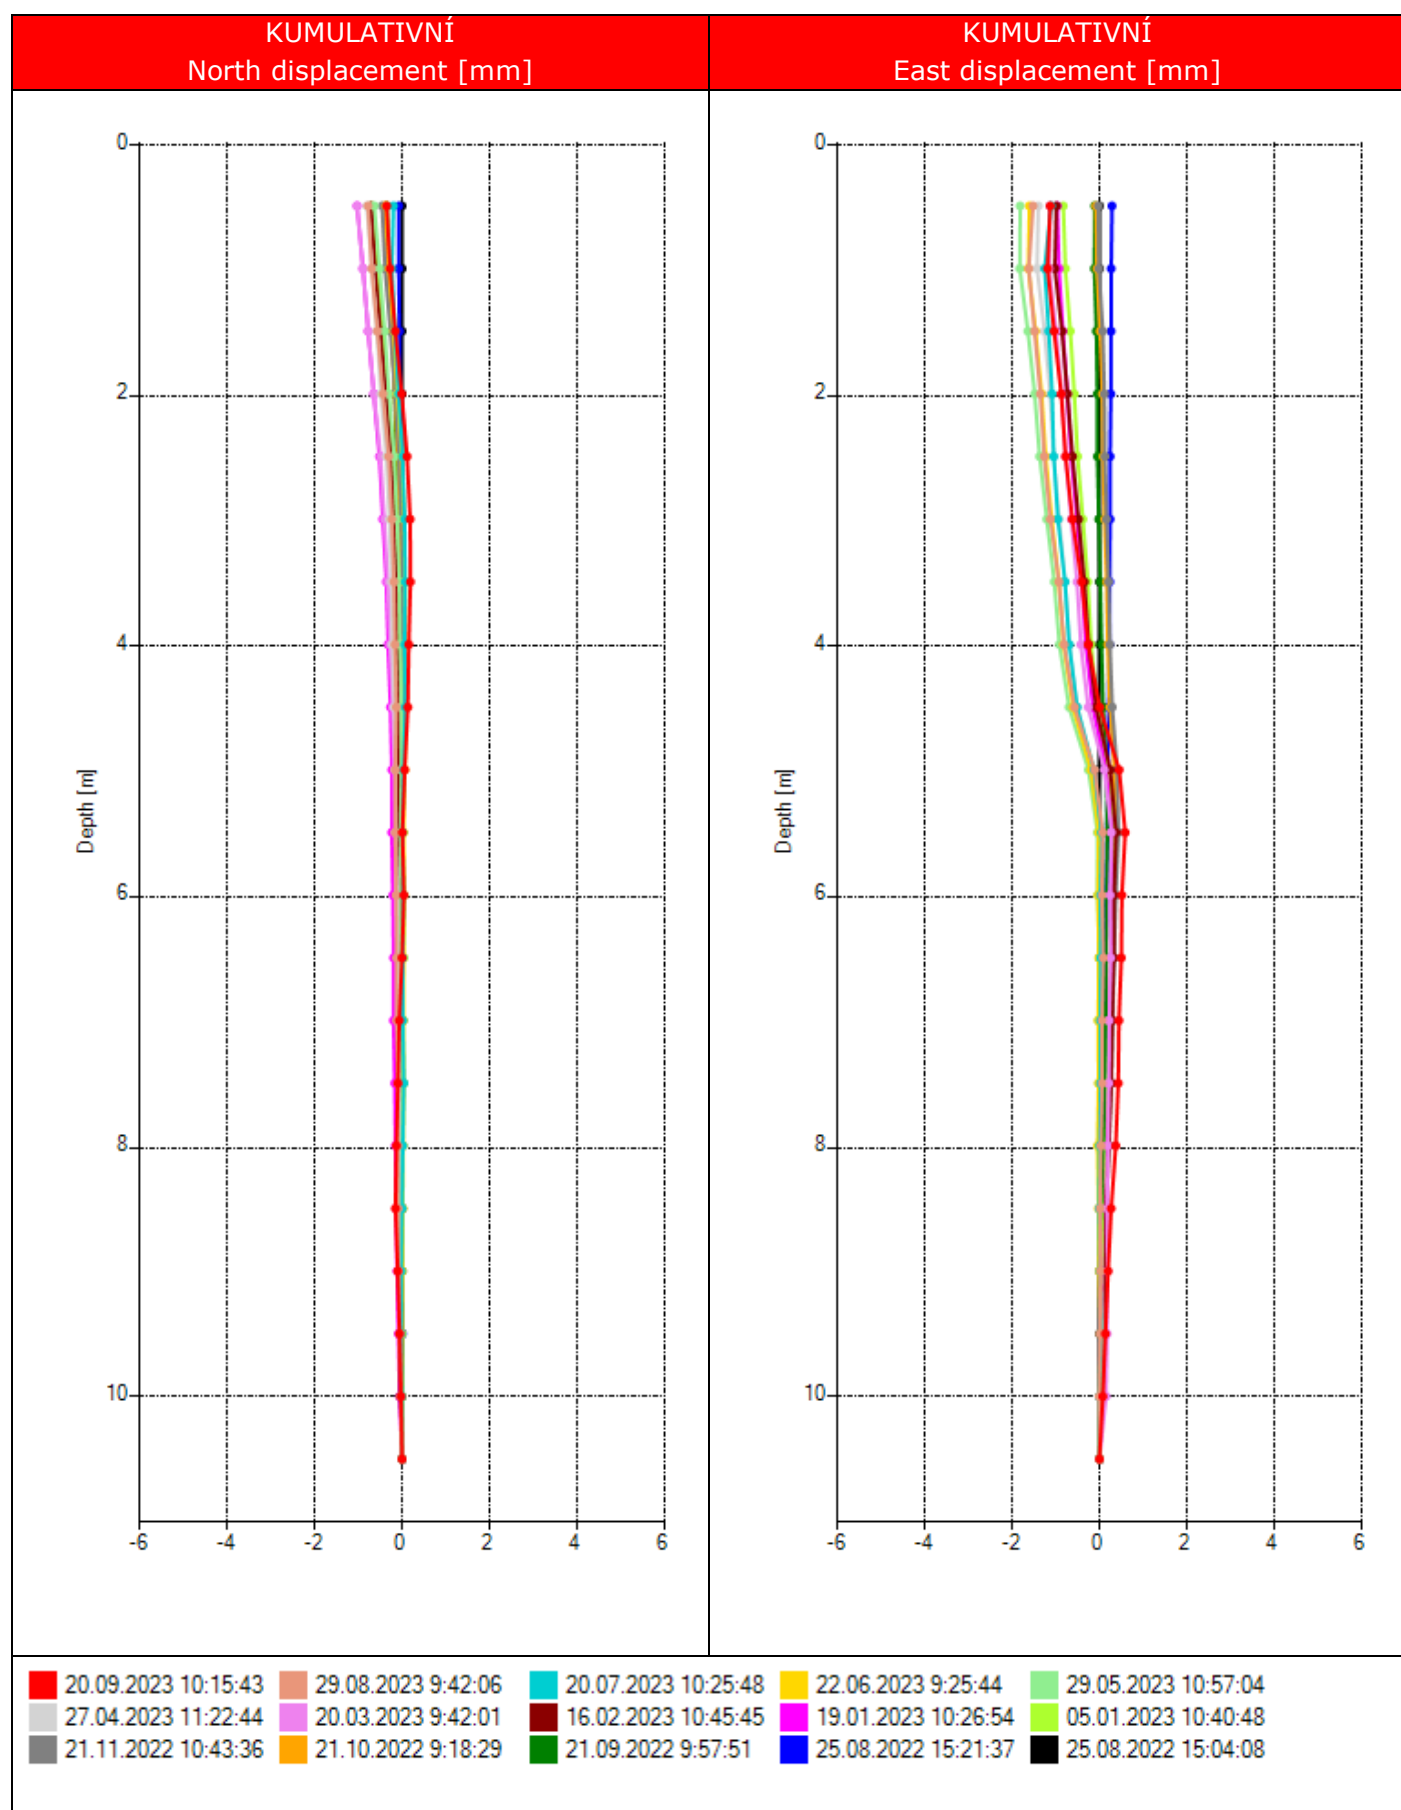 KUMULATIVNÍ
North displacement [mm]
KUMULATIVNÍ
East displacement [mm]
0
2
4
6
8
10
Depth [m]
-6 -4 -2 0 2 4 6
0
2
4
6
8
10
Depth [m]
-6 -4 -2 0 2 4 6
20.09.2023 10:15:43 29.08.2023 9:42:06 20.07.2023 10:25:48 22.06.2023 9:25:44 29.05.2023 10:57:04
27.04.2023 11:22:44 20.03.2023 9:42:01 16.02.2023 10:45:45 19.01.2023 10:26:54 05.01.2023 10:40:48
21.11.2022 10:43:36 21.10.2022 9:18:29 21.09.2022 9:57:51 25.08.2022 15:21:37 25.08.2022 15:04:08